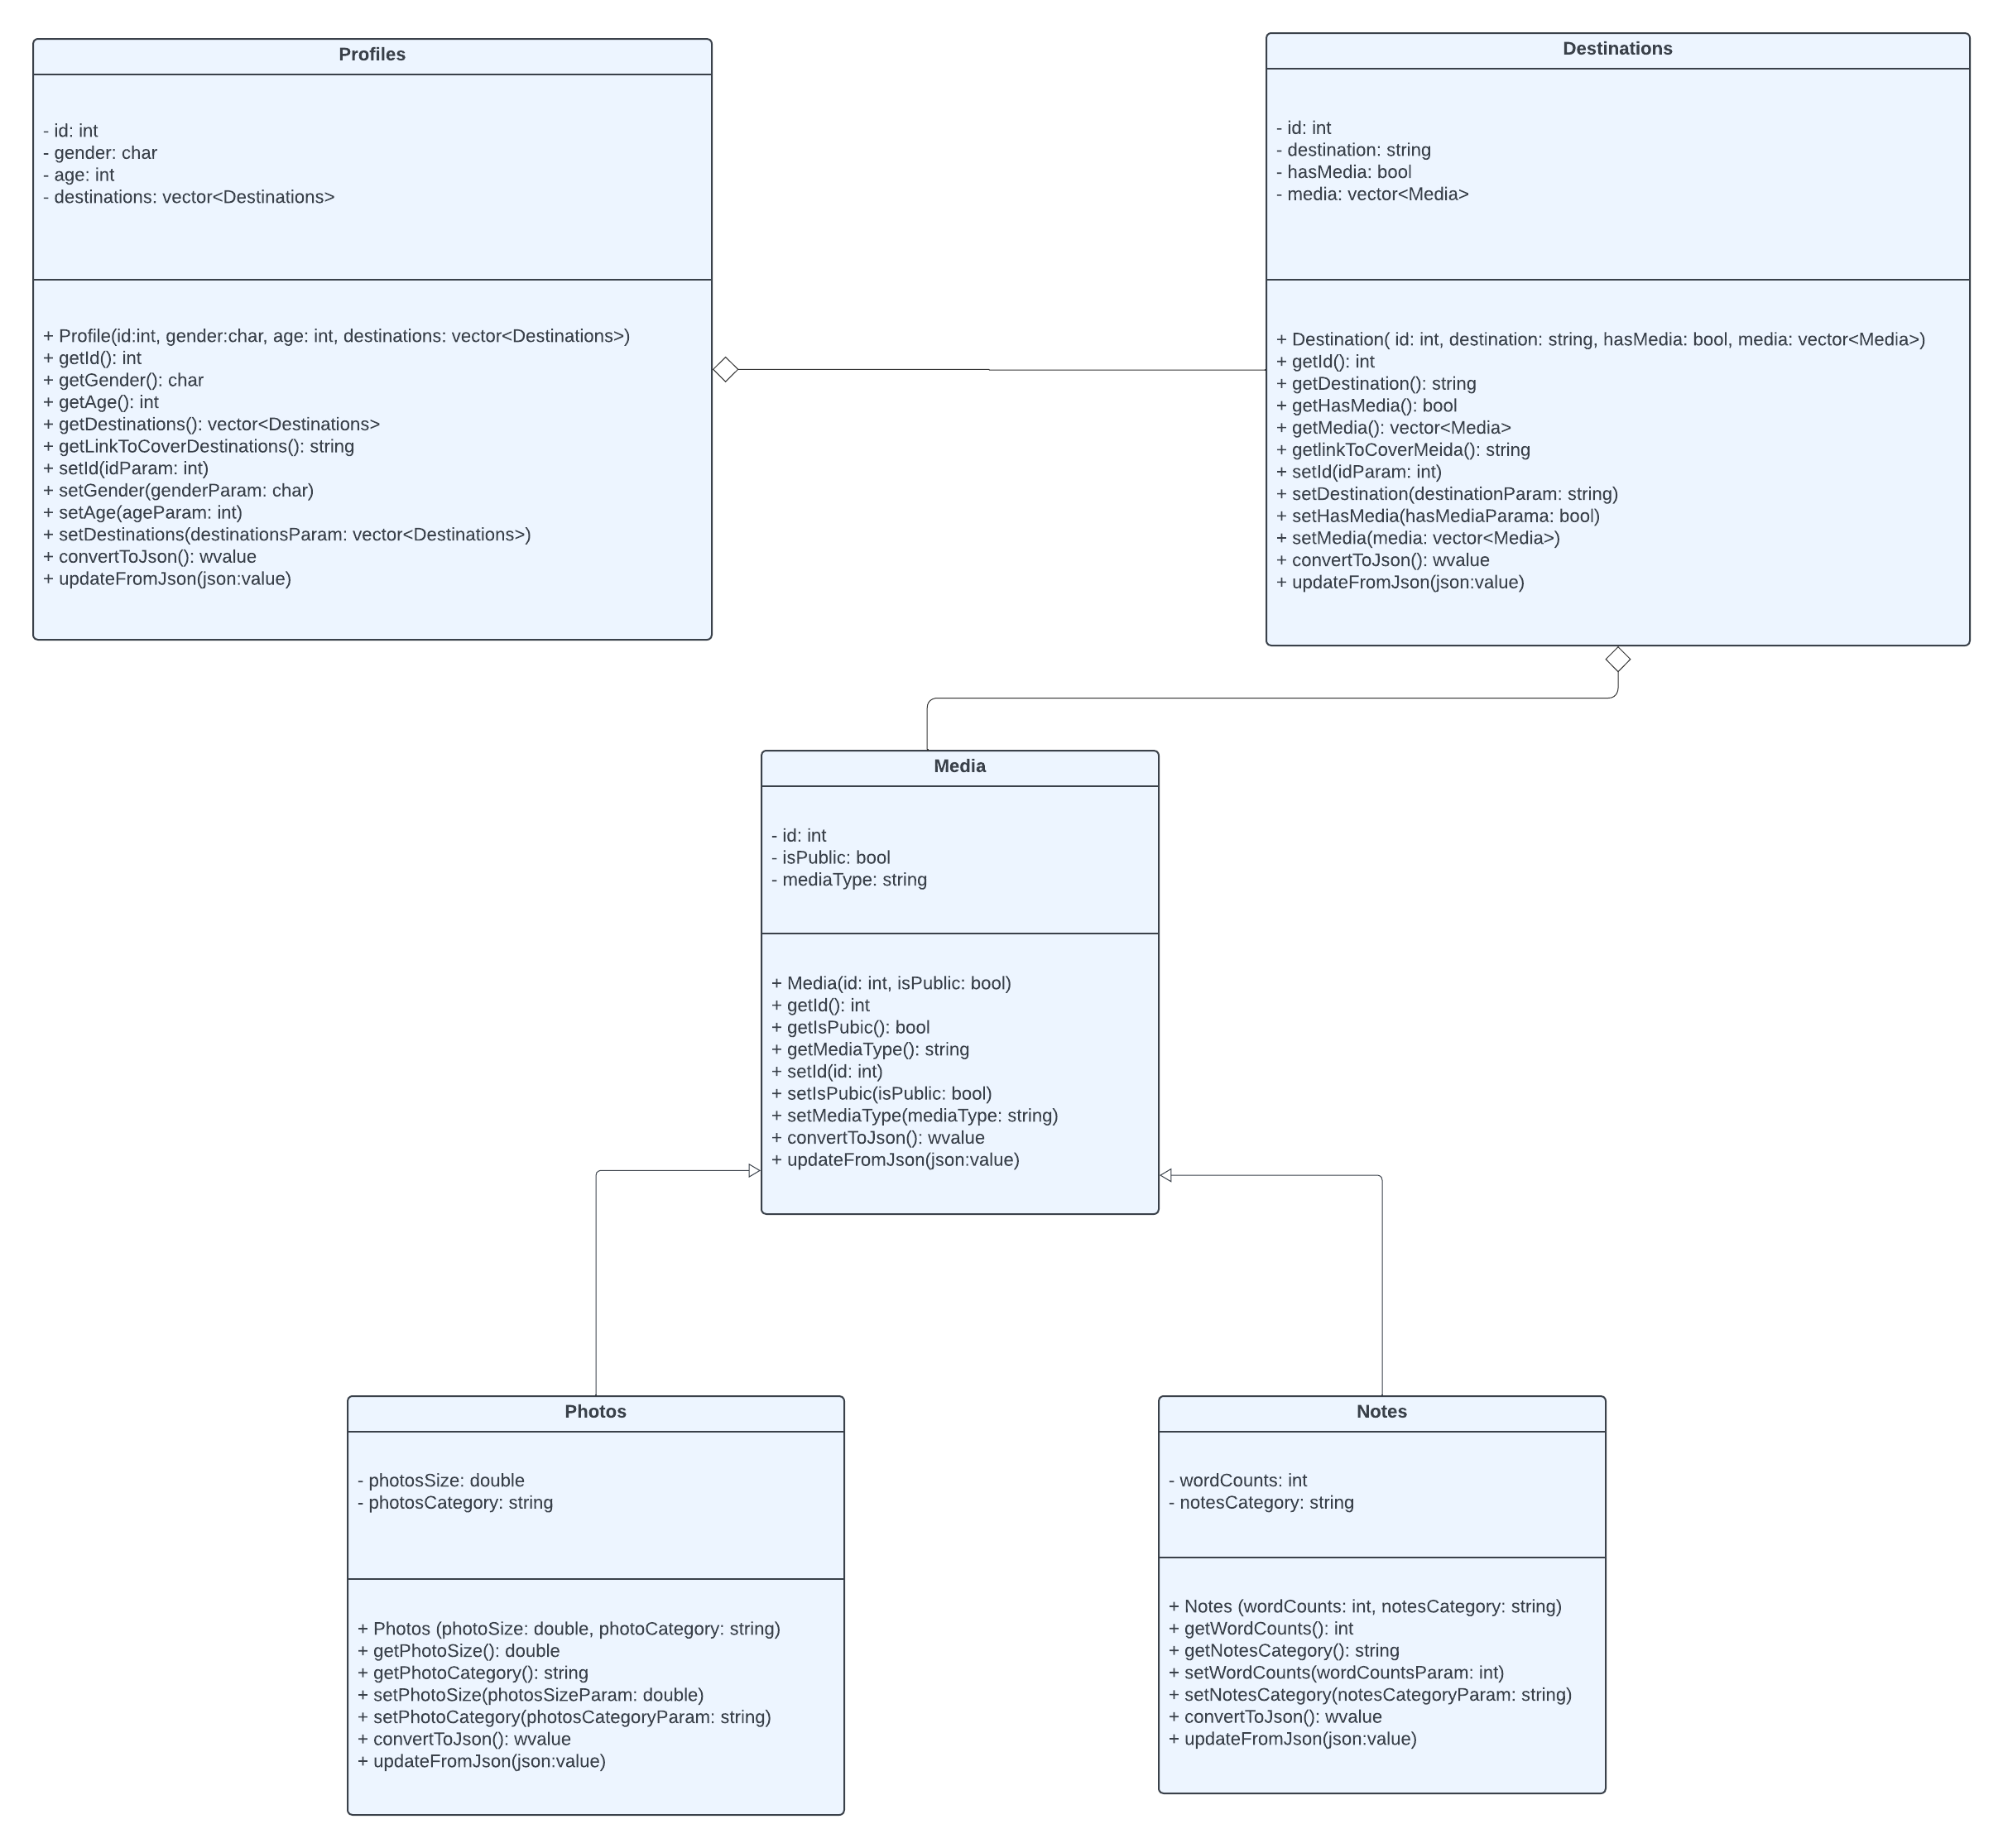 Profiles
- id: int
- gender: char
- age: int
- destinations: vector<Destinations>
+ Profile(id:int, gender:char, age: int, destinations: vector<Destinations>)
+ getId(): int
+ getGender(): char
+ getAge(): int
+ getDestinations(): vector<Destinations>
+ getLinkToCoverDestinations(): string
+ setId(idParam: int)
+ setGender(genderParam: char)
+ setAge(ageParam: int)
+ setDestinations(destinationsParam: vector<Destinations>)
+ convertToJson(): wvalue
+ updateFromJson(json:value)
Destinations
- id: int
- destination: string
- hasMedia: bool
- media: vector<Media>
+ Destination( id: int, destination: string, hasMedia: bool, media: vector<Media>)
+ getId(): int
+ getDestination(): string
+ getHasMedia(): bool
+ getMedia(): vector<Media>
+ getlinkToCoverMeida(): string
+ setId(idParam: int)
+ setDestination(destinationParam: string)
+ setHasMedia(hasMediaParama: bool)
+ setMedia(media: vector<Media>)
+ convertToJson(): wvalue
+ updateFromJson(json:value)
Media
- id: int
- isPublic: bool
- mediaType: string
+ Media(id: int, isPublic: bool)
+ getId(): int
+ getIsPubic(): bool
+ getMediaType(): string
+ setId(id: int)
+ setIsPubic(isPublic: bool)
+ setMediaType(mediaType: string)
+ convertToJson(): wvalue
+ updateFromJson(json:value)
Photos
- photosSize: double
- photosCategory: string
+ Photos (photoSize: double, photoCategory: string)
+ getPhotoSize(): double
+ getPhotoCategory(): string
+ setPhotoSize(photosSizeParam: double)
+ setPhotoCategory(photosCategoryParam: string)
+ convertToJson(): wvalue
+ updateFromJson(json:value)
Notes
- wordCounts: int
- notesCategory: string
+ Notes (wordCounts: int, notesCategory: string)
+ getWordCounts(): int
+ getNotesCategory(): string
+ setWordCounts(wordCountsParam: int)
+ setNotesCategory(notesCategoryParam: string)
+ convertToJson(): wvalue
+ updateFromJson(json:value)